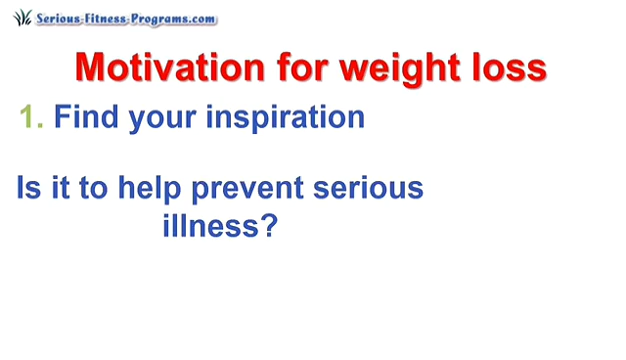 Serious-Fitness-Programs.com
Motivation for weight loss
1. Find your inspiration
Is it to help prevent serious
illness?